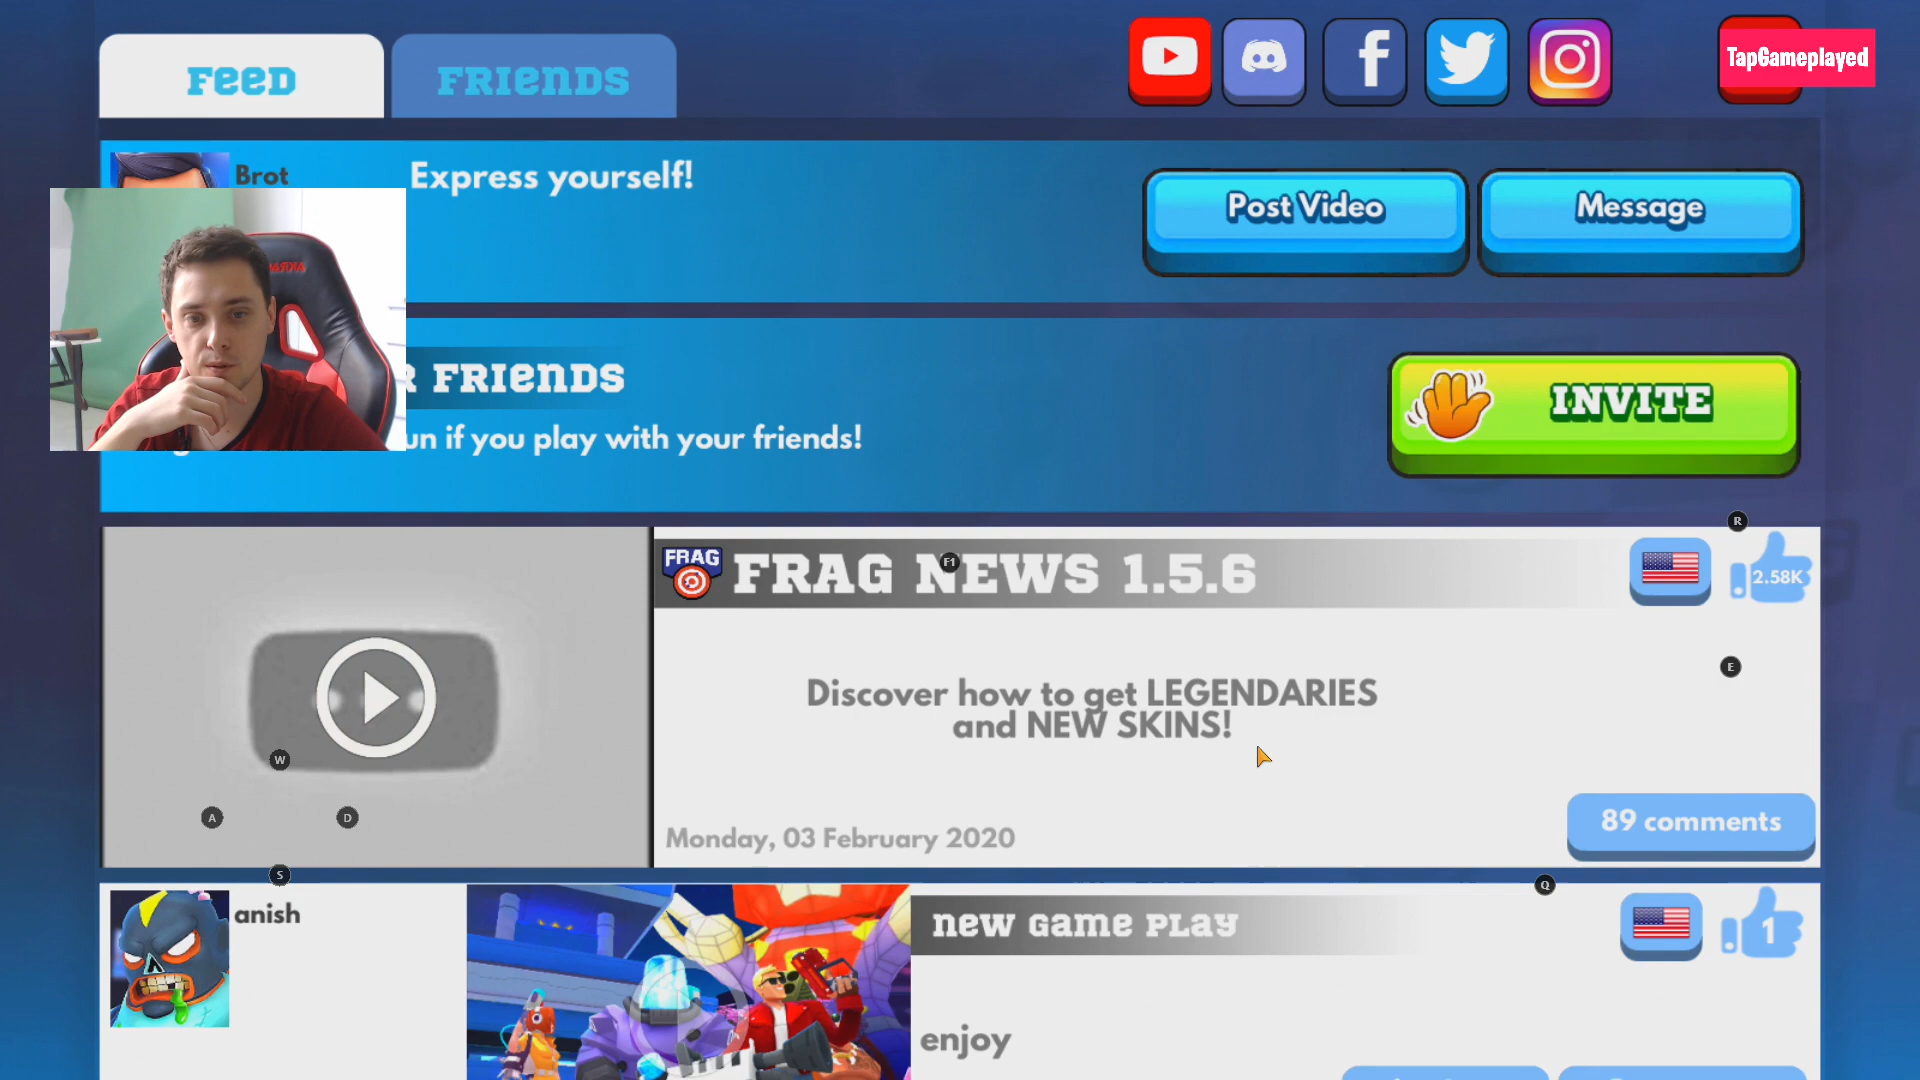 FEED
FRIENDS
TapGameplayed
Brot
Express yourself!
Post Video
Message
R FRIENDS
un if you play with your friends!
INVITE
R
FRAG
FRAG NEWS 1.5.6
F1
2.58K
Discover how to get LEGENDARIES
and NEW SKINS!
E
W
A
D
Monday, 03 February 2020
89 comments
S
Q
anish
new game play
1
enjoy